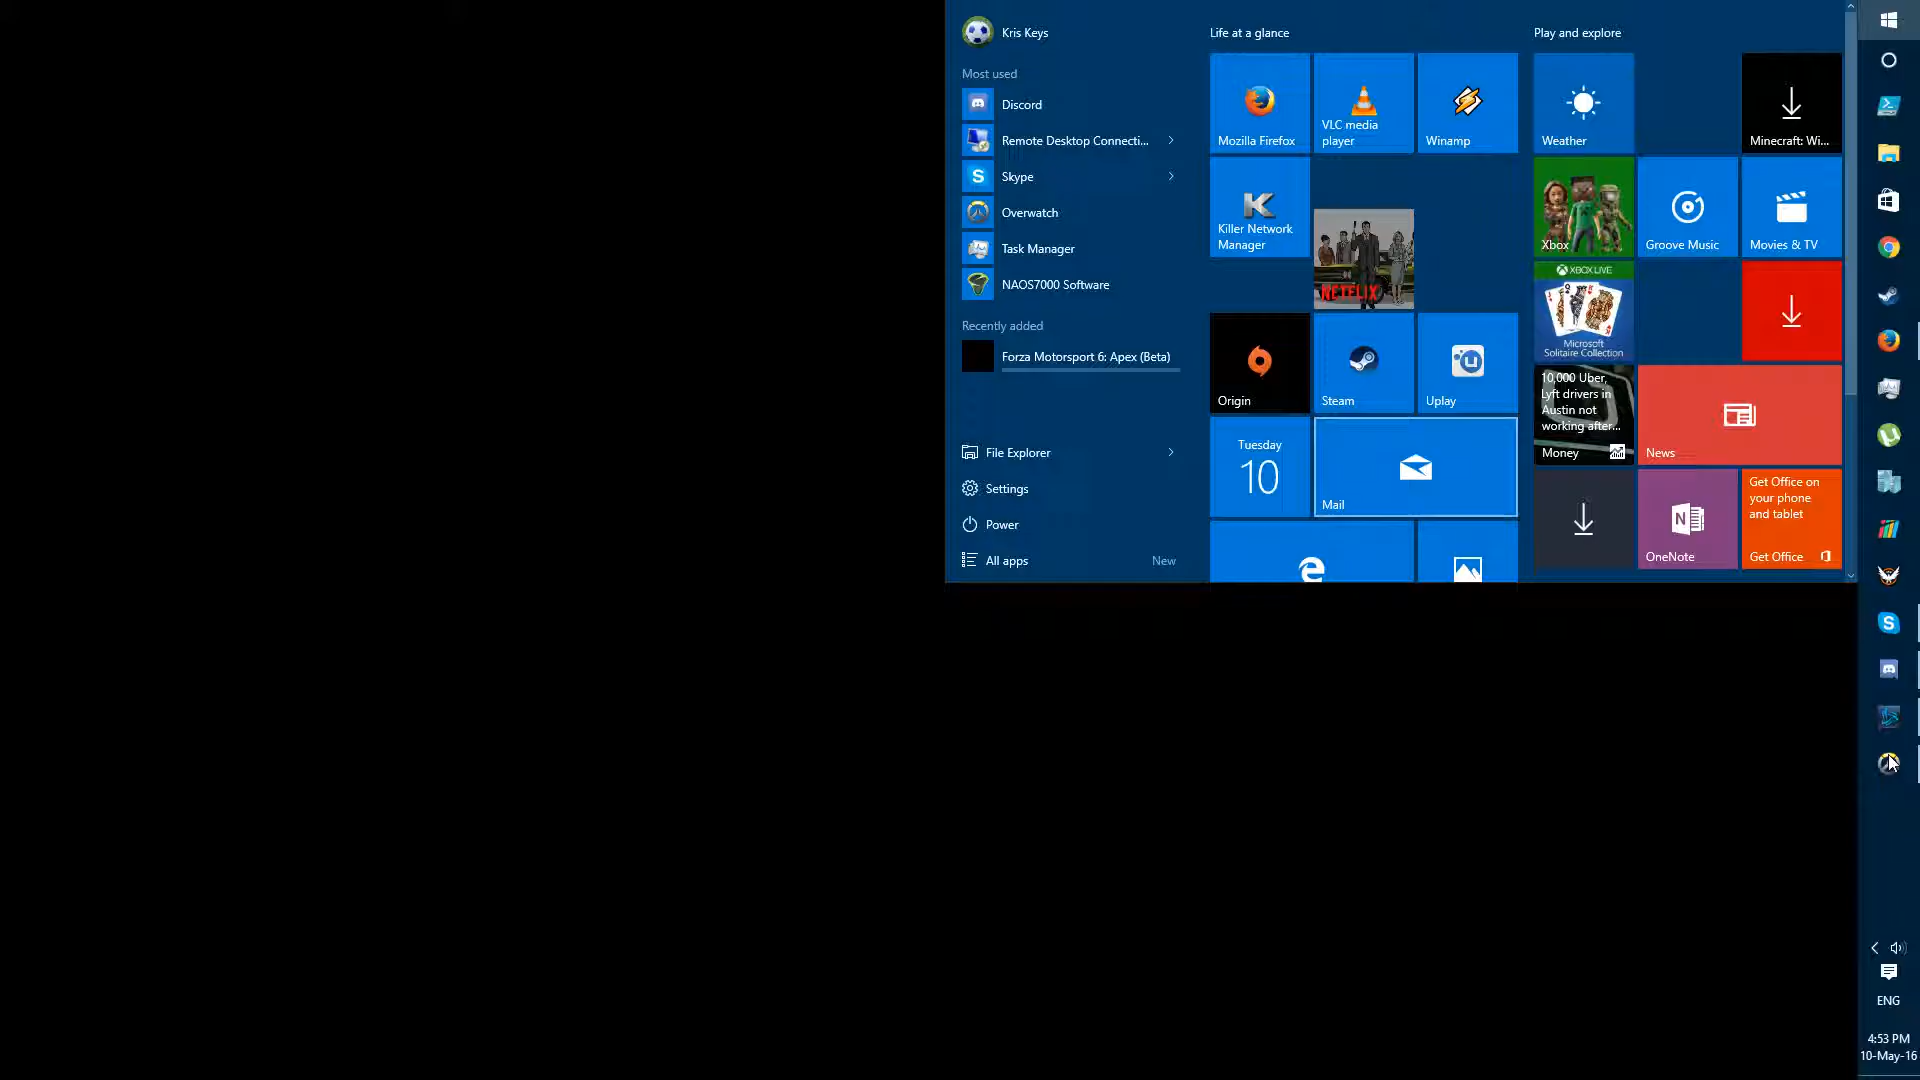 Kris Keys
Most used
Discord
Remote Desktop Connecti...
Skype
Overwatch
Task Manager
NAOS7000 Software
Recently added
Forza Motorsport 6: Apex (Beta)
File Explorer
Settings
Power
All apps
New
Life at a glance
Mozilla Firefox
VLC media
player
Winamp
Killer Network
Manager
NETFLIX
Origin
Steam
Uplay
Tuesday
10
Mail
Play and explore
Weather
Minecraft: Wi...
Xbox
Groove Music
Movies & TV
XBOX LIVE
Microsoft
Solitaire Collection
10,000 Uber,
Lyft drivers in
Austin not
working after...
Money
News
OneNote
Get Office on
your phone
and tablet
Get Office
ENG
4:53 PM
10-May-16